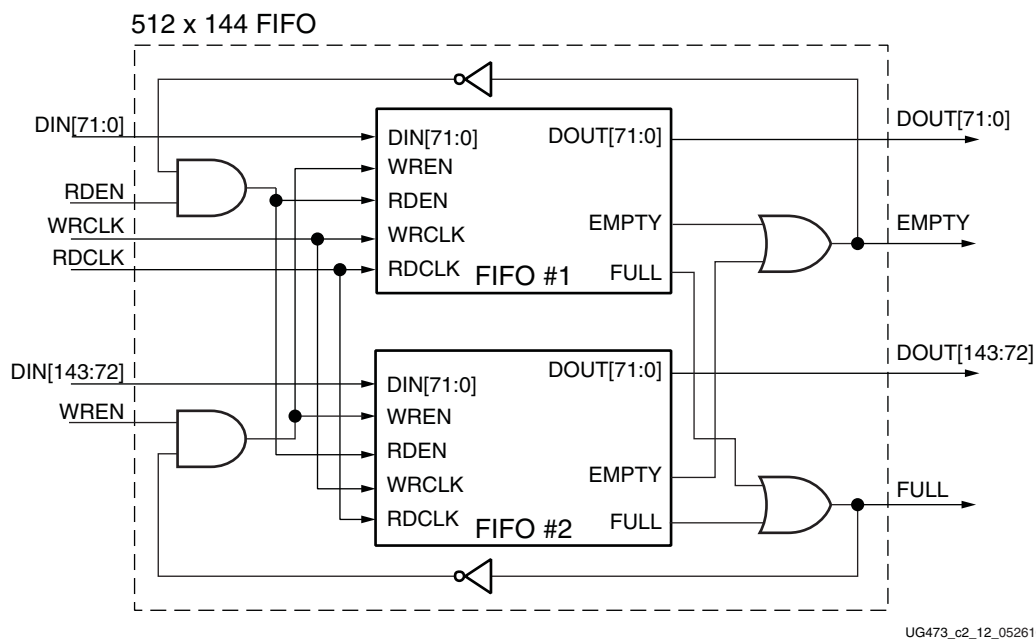 512 x 144 FIFO
DIN[71:0]
RDEN
WRCLK
RDCLK
DIN[71:0]
WREN
RDEN
WRCLK
RDCLK
FIFO #1
DOUT[71:0]
EMPTY
FULL
DOUT[71:0]
EMPTY
DIN[143:72]
WREN
DIN[71:0]
WREN
RDEN
WRCLK
RDCLK
FIFO #2
DOUT[71:0]
EMPTY
FULL
DOUT[143:72]
FULL
UG473_c2_12_05261